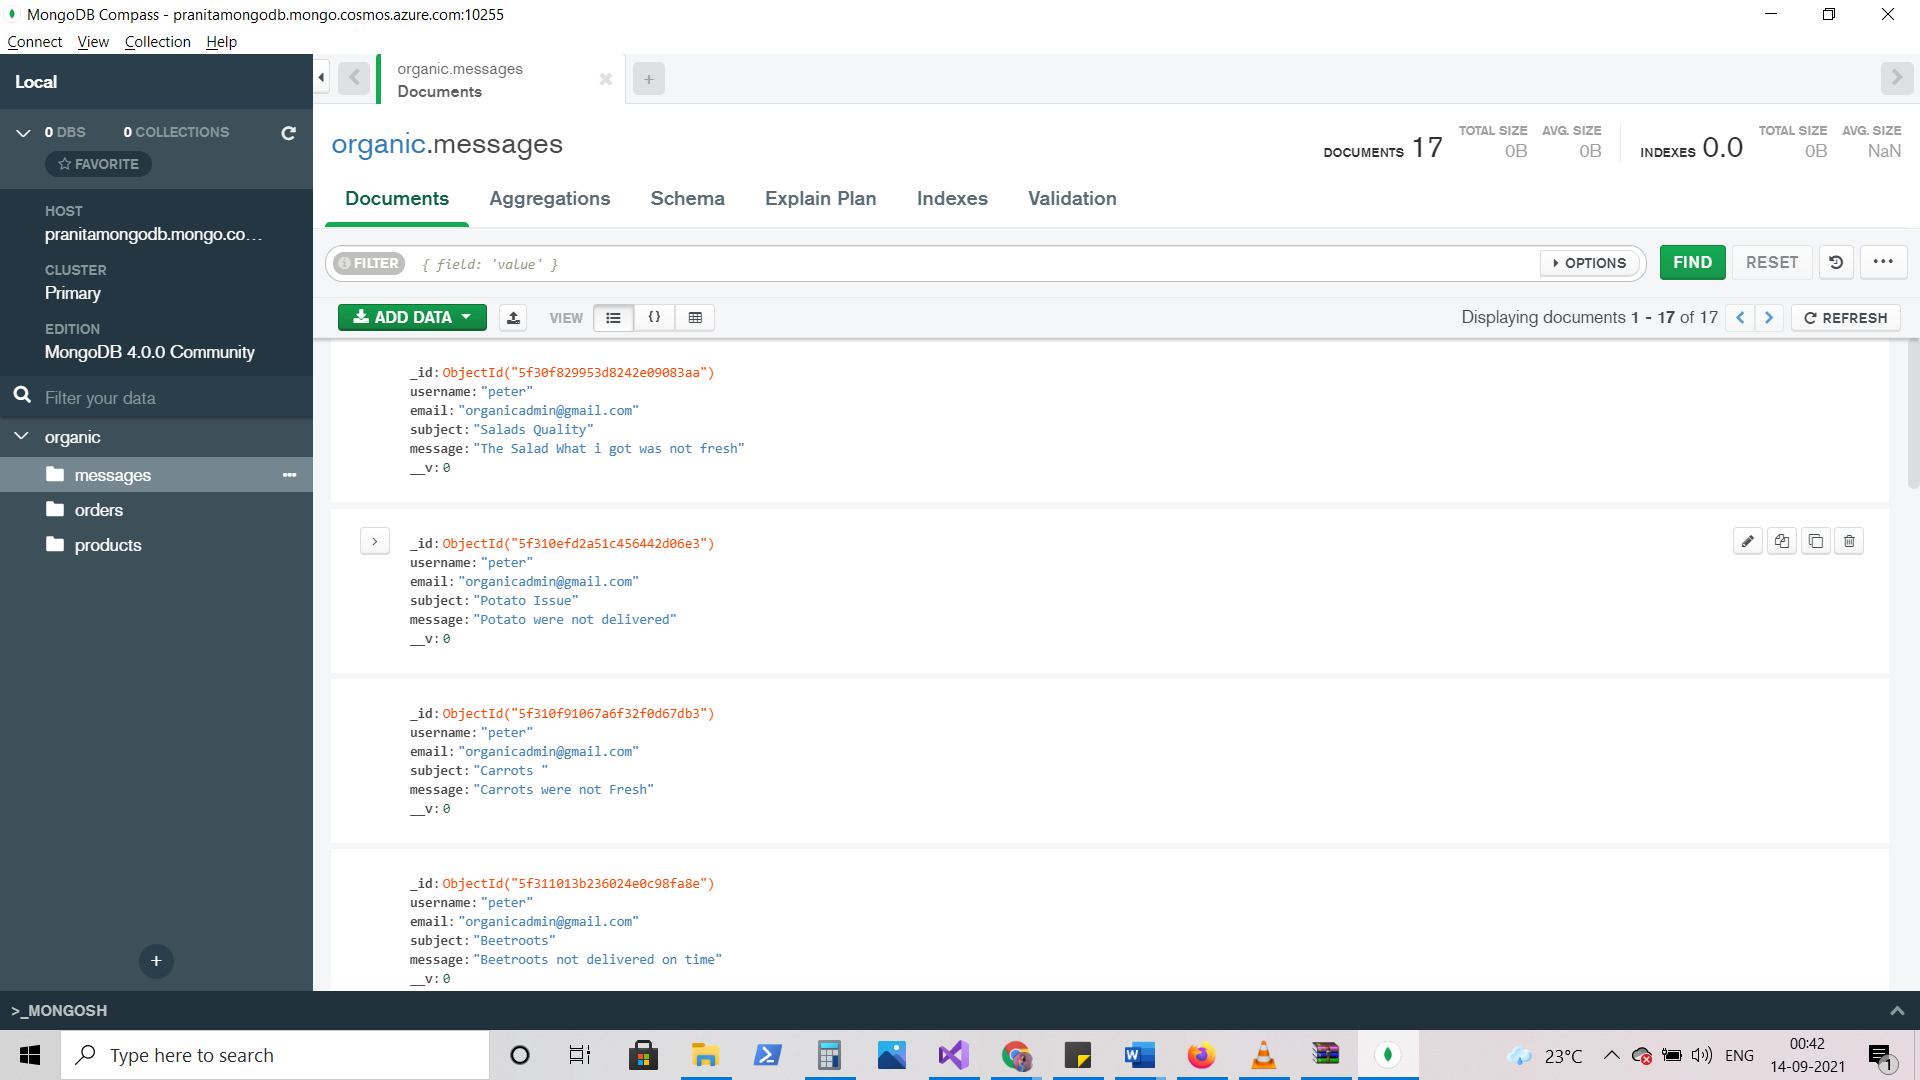 MongoDB Compass - pranitamongodb.mongo.cosmos.azure.com:10255
Connect View Collection Help
Local
0 DBS 0 COLLECTIONS
FAVORITE
HOST
pranitamongodb.mongo.co...
CLUSTER
Primary
EDITION
MongoDB 4.0.0 Community
Filter your data
organic
messages
orders
products
organic.messages
Documents
organic.messages
DOCUMENTS 17 TOTAL SIZE 0B AVG. SIZE 0B INDEXES 0.0 TOTAL SIZE 0B AVG. SIZE NaN
Documents Aggregations Schema Explain Plan Indexes Validation
FILTER { field: 'value' } OPTIONS FIND RESET
ADD DATA VIEW {} Displaying documents 1 - 17 of 17 REFRESH
_id: ObjectId("5f30f829953d8242e09083aa")
username: "peter"
email: "organicadmin@gmail.com"
subject: "Salads Quality"
message: "The Salad What i got was not fresh"
__v: 0
_id: ObjectId("5f310efd2a51c456442d06e3")
username: "peter"
email: "organicadmin@gmail.com"
subject: "Potato Issue"
message: "Potato were not delivered"
__v: 0
_id: ObjectId("5f310f91067a6f32f0d67db3")
username: "peter"
email: "organicadmin@gmail.com"
subject: "Carrots "
message: "Carrots were not Fresh"
__v: 0
_id: ObjectId("5f311013b236024e0c98fa8e")
username: "peter"
email: "organicadmin@gmail.com"
subject: "Beetroots"
message: "Beetroots not delivered on time"
__v: 0
>_MONGOSH
Type here to search
23°C ENG
00:42
14-09-2021
1